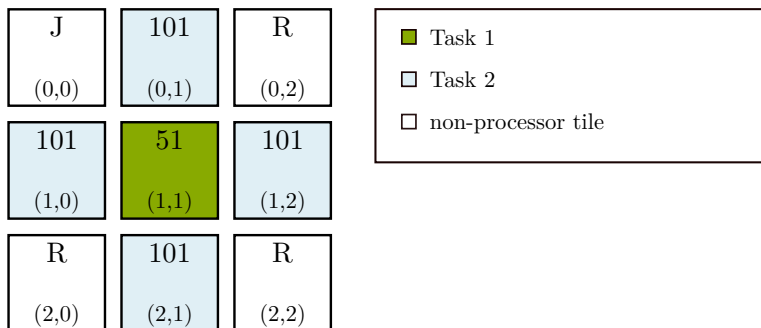 J 101 R
(0,0) (0,1) (0,2)
101 51 101
(1,0) (1,1) (1,2)
R 101 R
(2,0) (2,1) (2,2)
Task 1
Task 2
non-processor tile